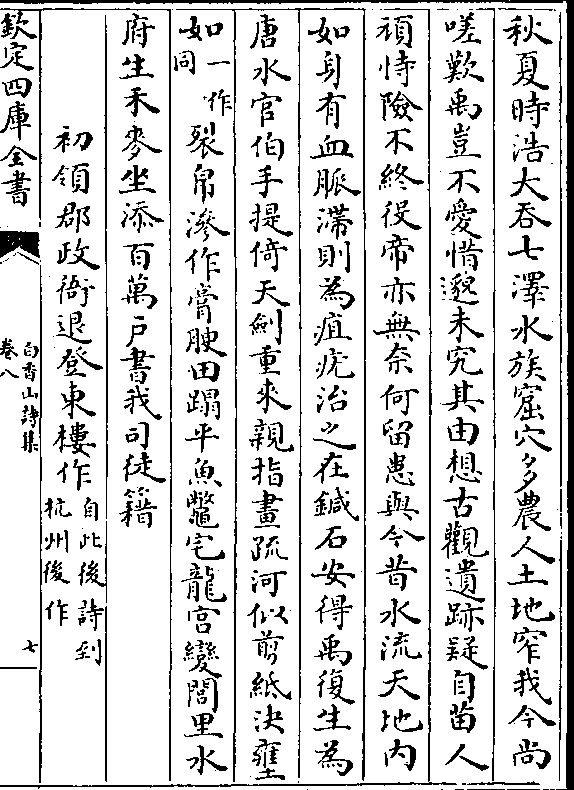 秋夏時浩大吞七澤水族窟穴多農人土地窄我今尚
嗟歎禹豈不愛惜邈未究其由想古觀遺跡疑自苗人
頑恃險不終役帝亦無奈何留患與今昔水流天地内
如身有血脈滯則為疽疣治之在鍼石安得禹復生為
唐水官伯手提倚天劍重來親指畫疏河似剪紙決壅
如一作同裂帛滲作膏腴田蹋平魚鼈宅龍宫變閭里水
府生禾麥坐添百萬户書我司徒籍
初領郡政衙退登東樓作自此後詩到杭州後作
欽定四庫全書
白香山詩集
卷八
七